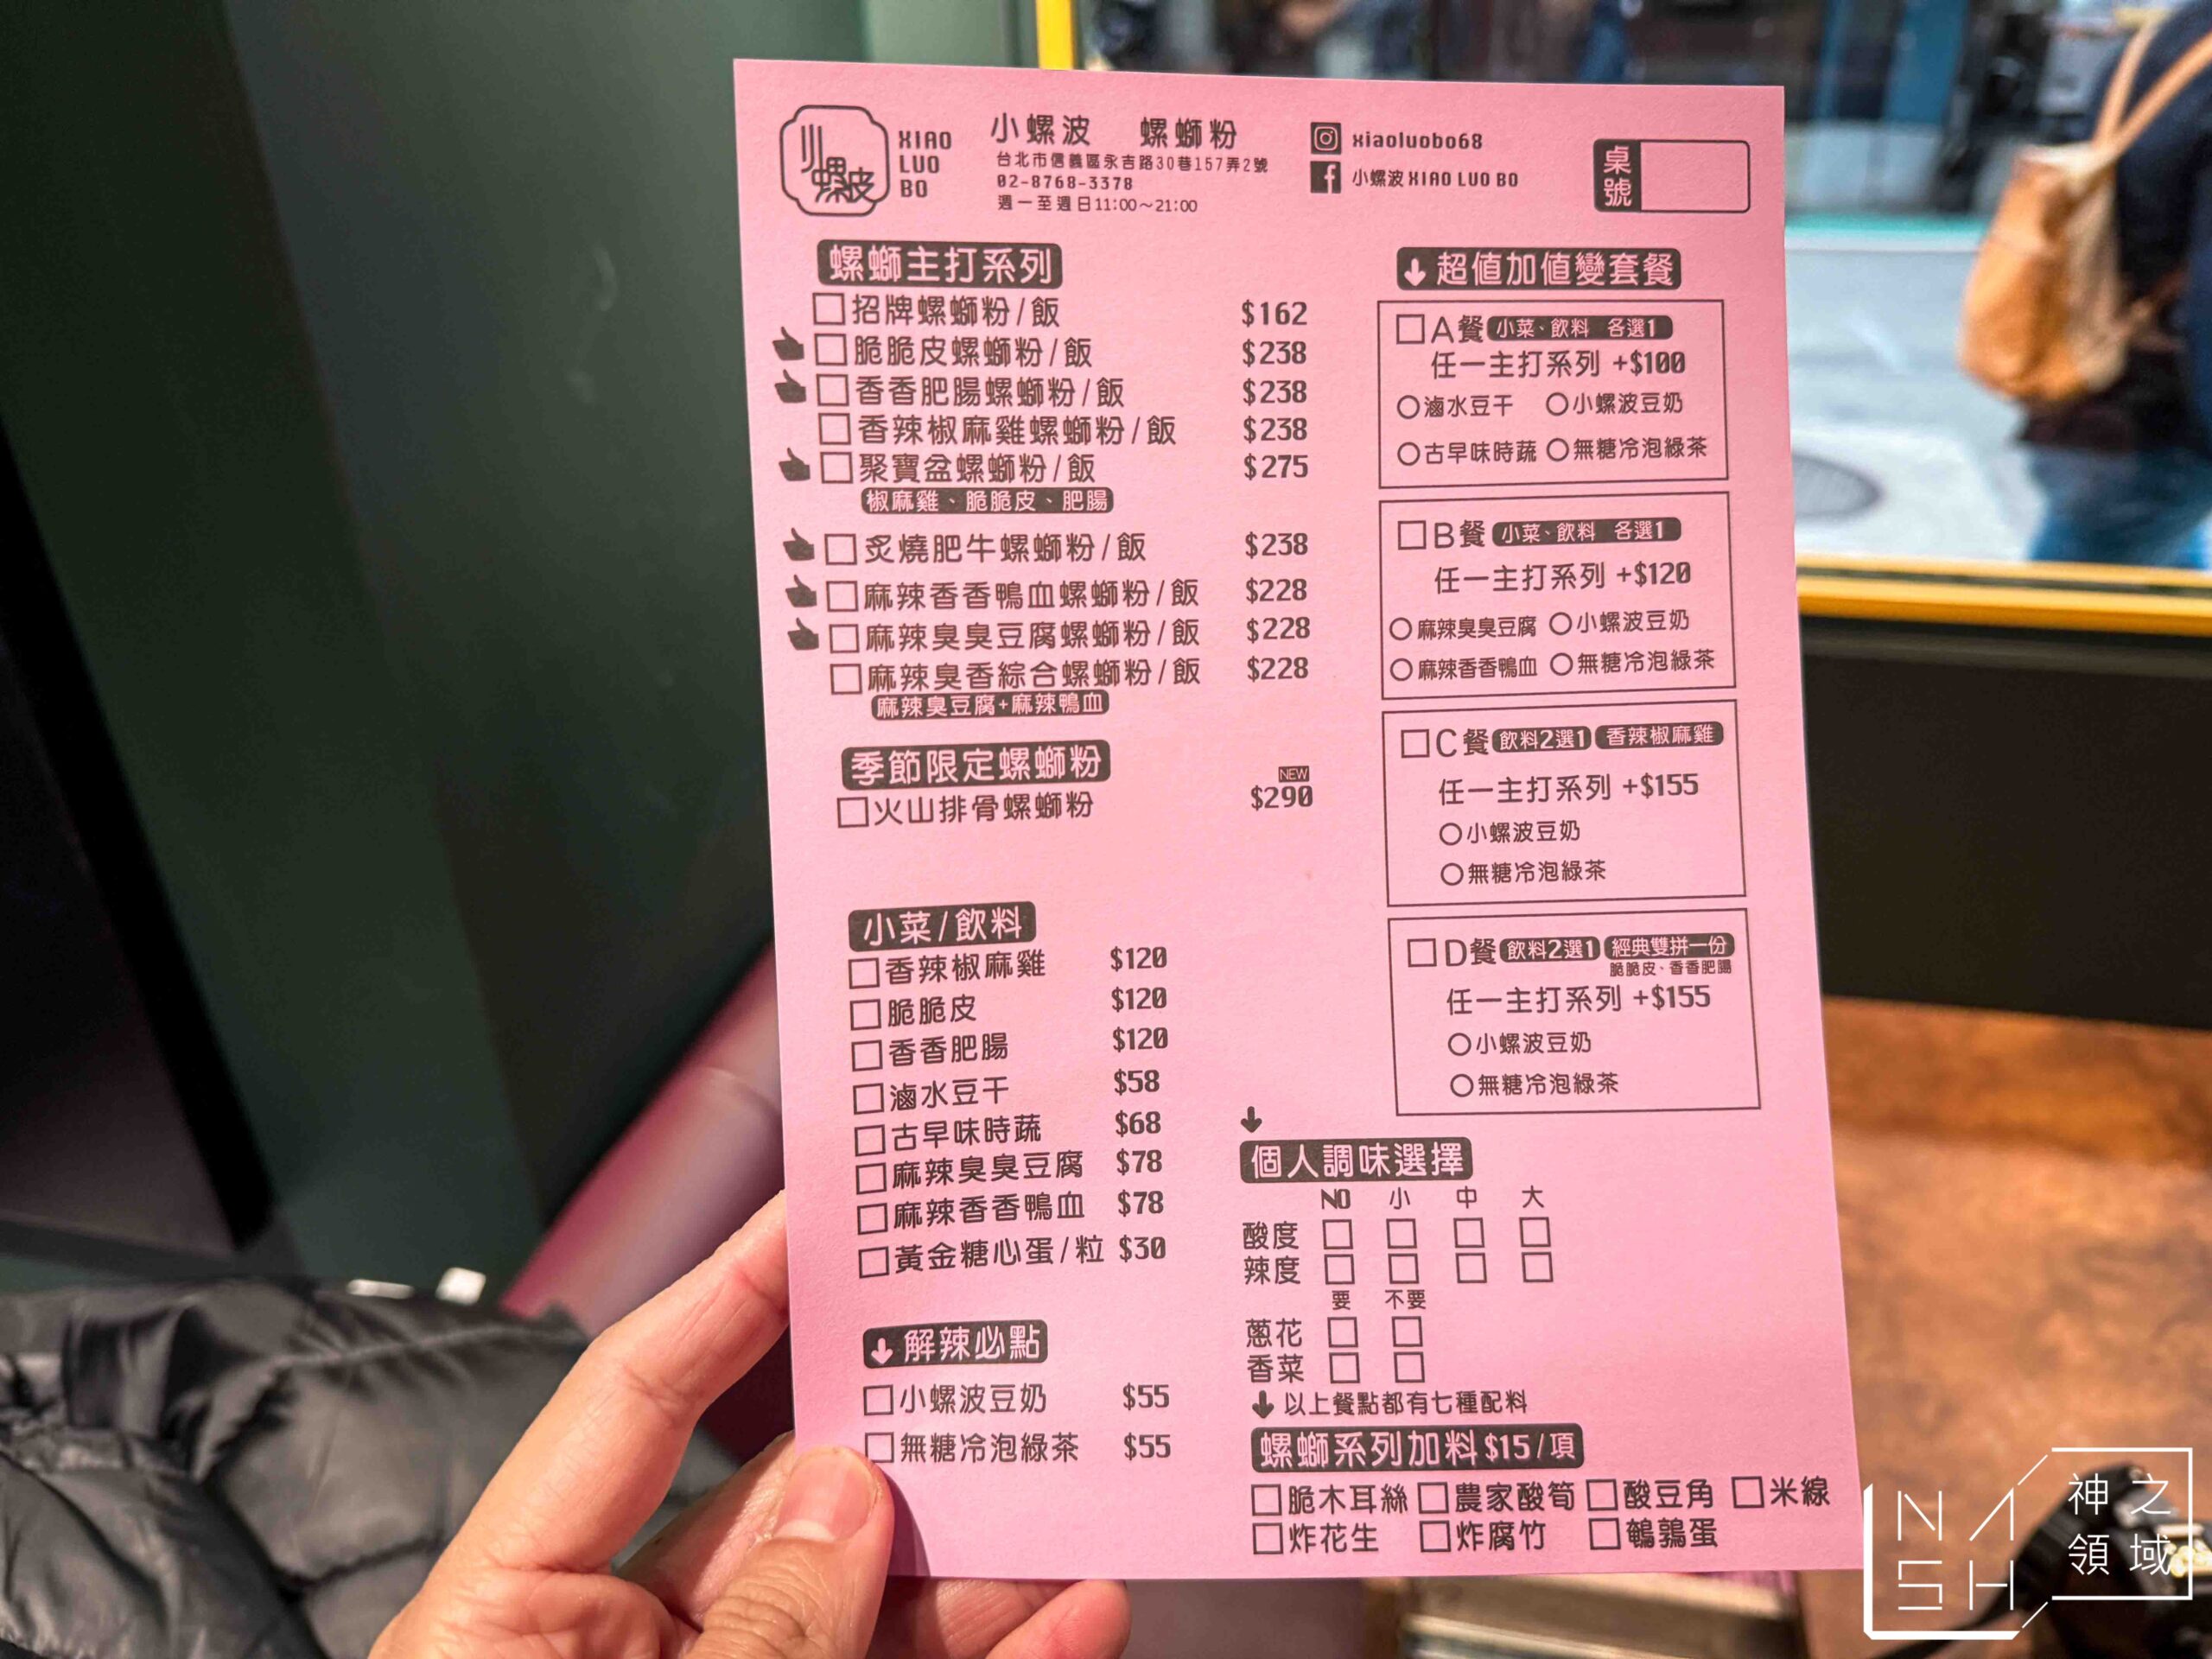 小螺波
XIAO
LUO
BO
小螺波 螺螄粉
台北市信義區永吉路30巷157弄2號
02-8768-3378
週一至週日11:00~21:00
xiaoluobo68
小螺波 XIAO LUO BO
桌號
螺螄主打系列
招牌螺螄粉/飯 $162
脆脆皮螺螄粉/飯 $238
香香肥腸螺螄粉/飯 $238
香辣椒麻雞螺螄粉/飯 $238
聚寶盆螺螄粉/飯 $275
椒麻雞、脆脆皮、肥腸
炙燒肥牛螺螄粉/飯 $238
麻辣香香鴨血螺螄粉/飯 $228
麻辣臭臭豆腐螺螄粉/飯 $228
麻辣臭香綜合螺螄粉/飯 $228
麻辣臭豆腐+麻辣鴨血
季節限定螺螄粉
NEW
火山排骨螺螄粉 $290
小菜/飲料
香辣椒麻雞 $120
脆脆皮 $120
香香肥腸 $120
滷水豆干 $58
古早味時蔬 $68
麻辣臭臭豆腐 $78
麻辣香香鴨血 $78
黃金糖心蛋/粒 $30
解辣必點
小螺波豆奶 $55
無糖冷泡綠茶 $55
超值加值變套餐
A餐 小菜、飲料 各選1
任一主打系列 +$100
滷水豆干 小螺波豆奶
古早味時蔬 無糖冷泡綠茶
B餐 小菜、飲料 各選1
任一主打系列 +$120
麻辣臭臭豆腐 小螺波豆奶
麻辣香香鴨血 無糖冷泡綠茶
C餐 飲料2選1 香辣椒麻雞
任一主打系列 +$155
小螺波豆奶
無糖冷泡綠茶
D餐 飲料2選1 經典雙拼一份
脆脆皮、香香肥腸
任一主打系列 +$155
小螺波豆奶
無糖冷泡綠茶
個人調味選擇
NO 小 中 大
酸度
辣度
要 不要
蔥花
香菜
以上餐點都有七種配料
螺螄系列加料$15/項
脆木耳絲 農家酸筍 酸豆角 米線
炸花生 炸腐竹 鵪鶉蛋
NASH
神之領域